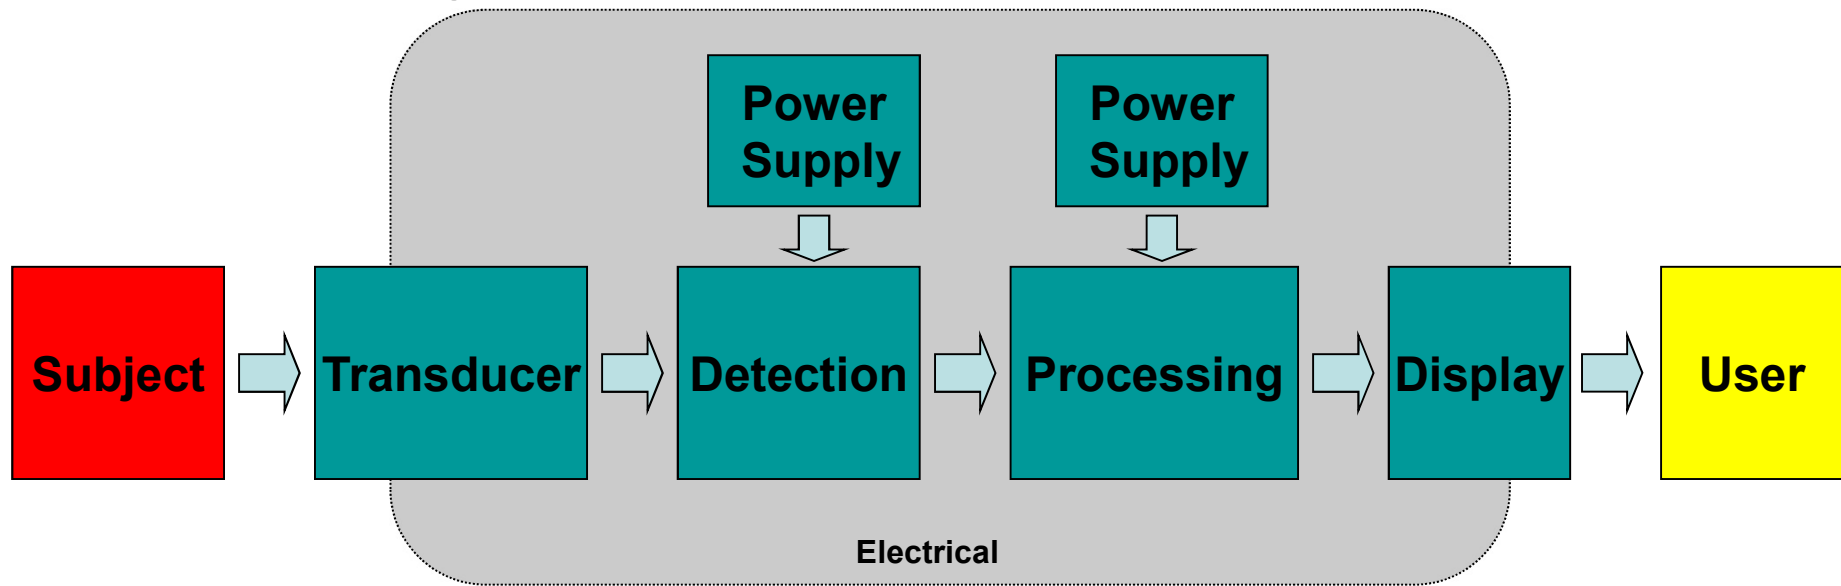 Power
Supply
Power
Supply
Subject
Transducer
Detection
Processing
Display
User
Electrical